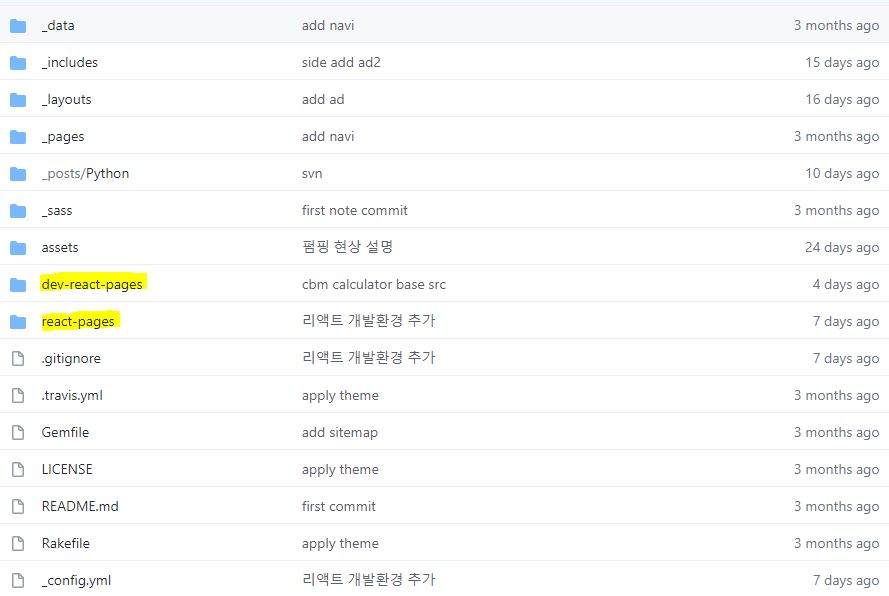 _data add navi 3 months ago
_includes side add ad2 15 days ago
_layouts add ad 16 days ago
_pages add navi 3 months ago
_posts/Python svn 10 days ago
_sass first note commit 3 months ago
assets 펌핑 현상 설명 24 days ago
dev-react-pages cbm calculator base src 4 days ago
react-pages 리액트 개발환경 추가 7 days ago
.gitignore 리액트 개발환경 추가 7 days ago
.travis.yml apply theme 3 months ago
Gemfile add sitemap 3 months ago
LICENSE apply theme 3 months ago
README.md first commit 3 months ago
Rakefile apply theme 3 months ago
_config.yml 리액트 개발환경 추가 7 days ago